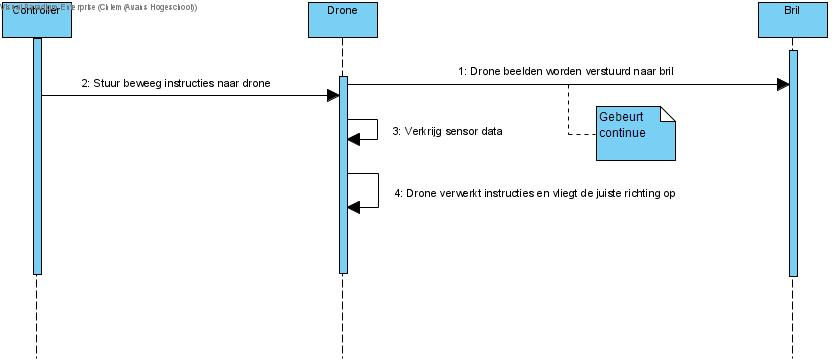 Controller
Drone
Bril
1: Drone beelden worden verstuurd naar bril
2: Stuur beweeg instructies naar drone
Gebeurt
continue
3: Verkrijg sensor data
4: Drone verwerkt instructies en vliegt de juiste richting op